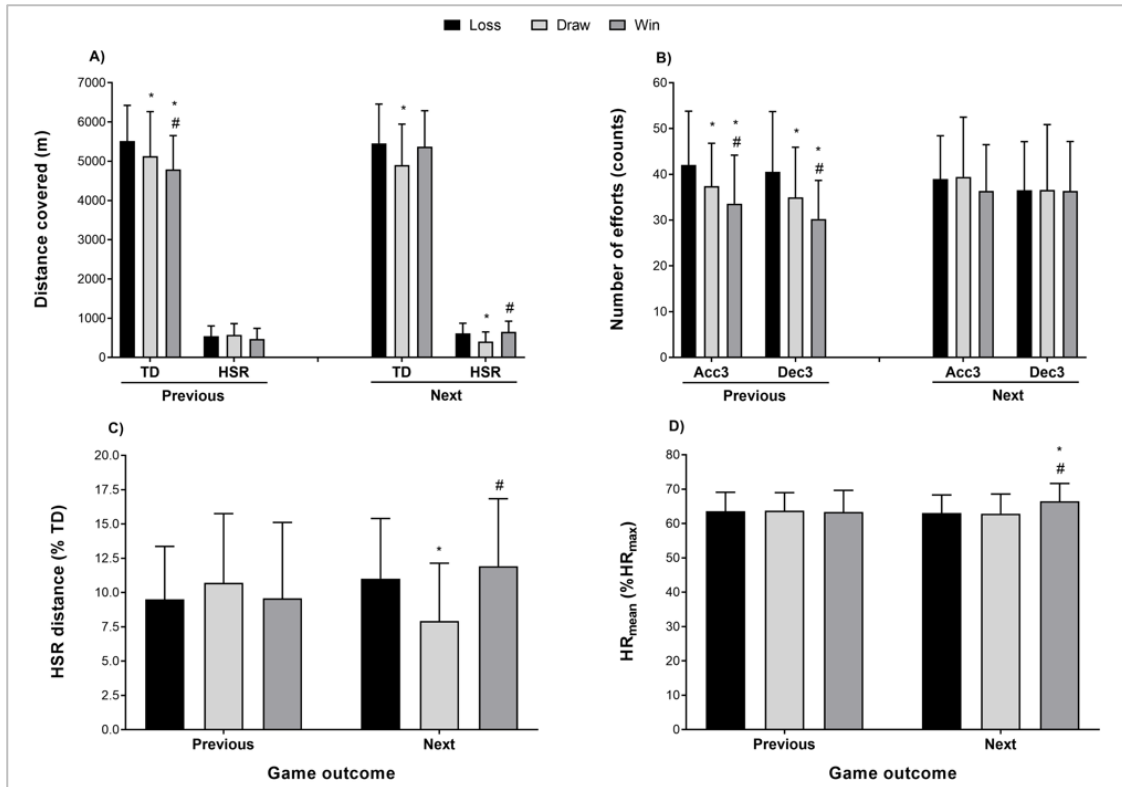 Loss Draw Win
A)
Distance covered (m)
7000
6000
5000
4000
3000
2000
1000
0
* *
#
*
* #
TD HSR TD HSR
Previous Next
B)
Number of efforts (counts)
60
50
40
30
20
10
0
* *
#
* *
#
Acc3 Dec3 Acc3 Dec3
Previous Next
C)
HSR distance (% TD)
20.0
17.5
15.0
12.5
10.0
7.5
5.0
2.5
0.0
* #
Previous Next
Game outcome
D)
HRmean (%HRmax)
80
70
60
50
40
30
20
10
0
*
#
Previous Next
Game outcome